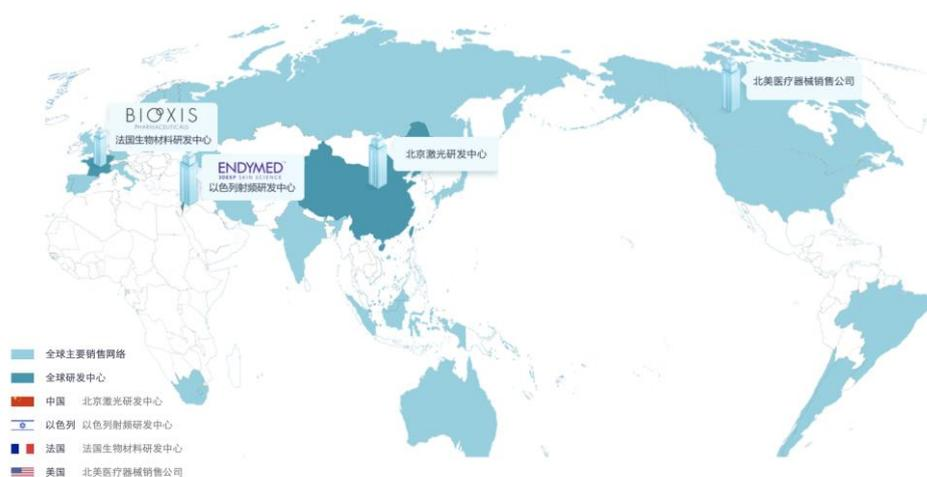 北美医疗器械销售公司
BIOXIS
PHARMACEUTICALS
法国生物材料研发中心
北京激光研发中心
ENDYMED™
3DEEP SKIN SCIENCE
以色列射频研发中心
全球主要销售网络
全球研发中心
中国 北京激光研发中心
以色列 以色列射频研发中心
法国 法国生物材料研发中心
美国 北美医疗器械销售公司